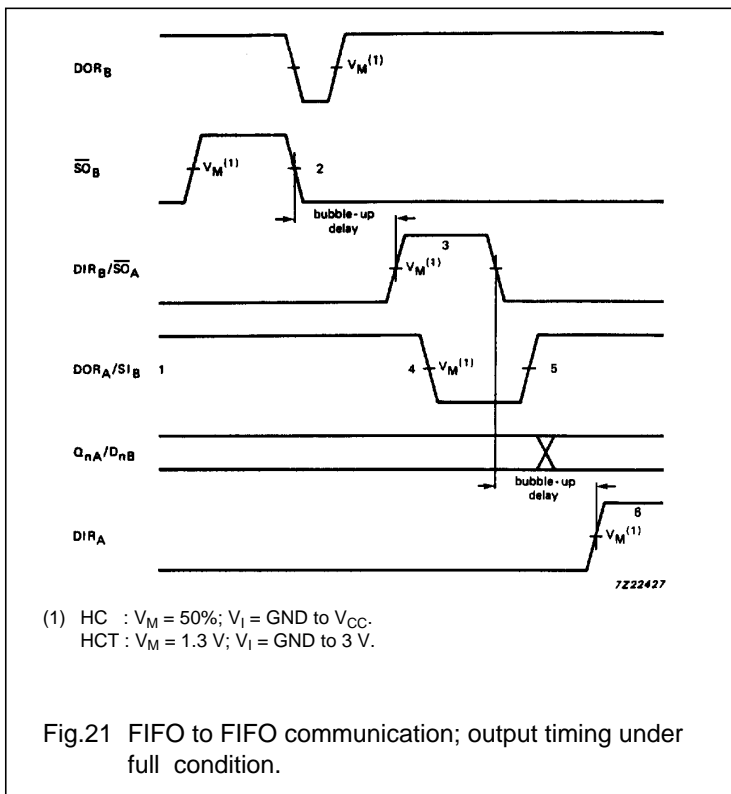 DOR_B
V_M^(1)
S̅O̅_B
V_M^(1)
2
bubble-up
delay
3
DIR_B/S̅O̅_A
V_M^(1)
DOR_A/SI_B
1
4
V_M^(1)
5
Q_nA/D_nB
bubble-up
delay
6
DIR_A
V_M^(1)
7Z22427
(1) HC : V_M = 50%; V_I = GND to V_CC.
HCT : V_M = 1.3 V; V_I = GND to 3 V.
Fig.21 FIFO to FIFO communication; output timing under
full condition.